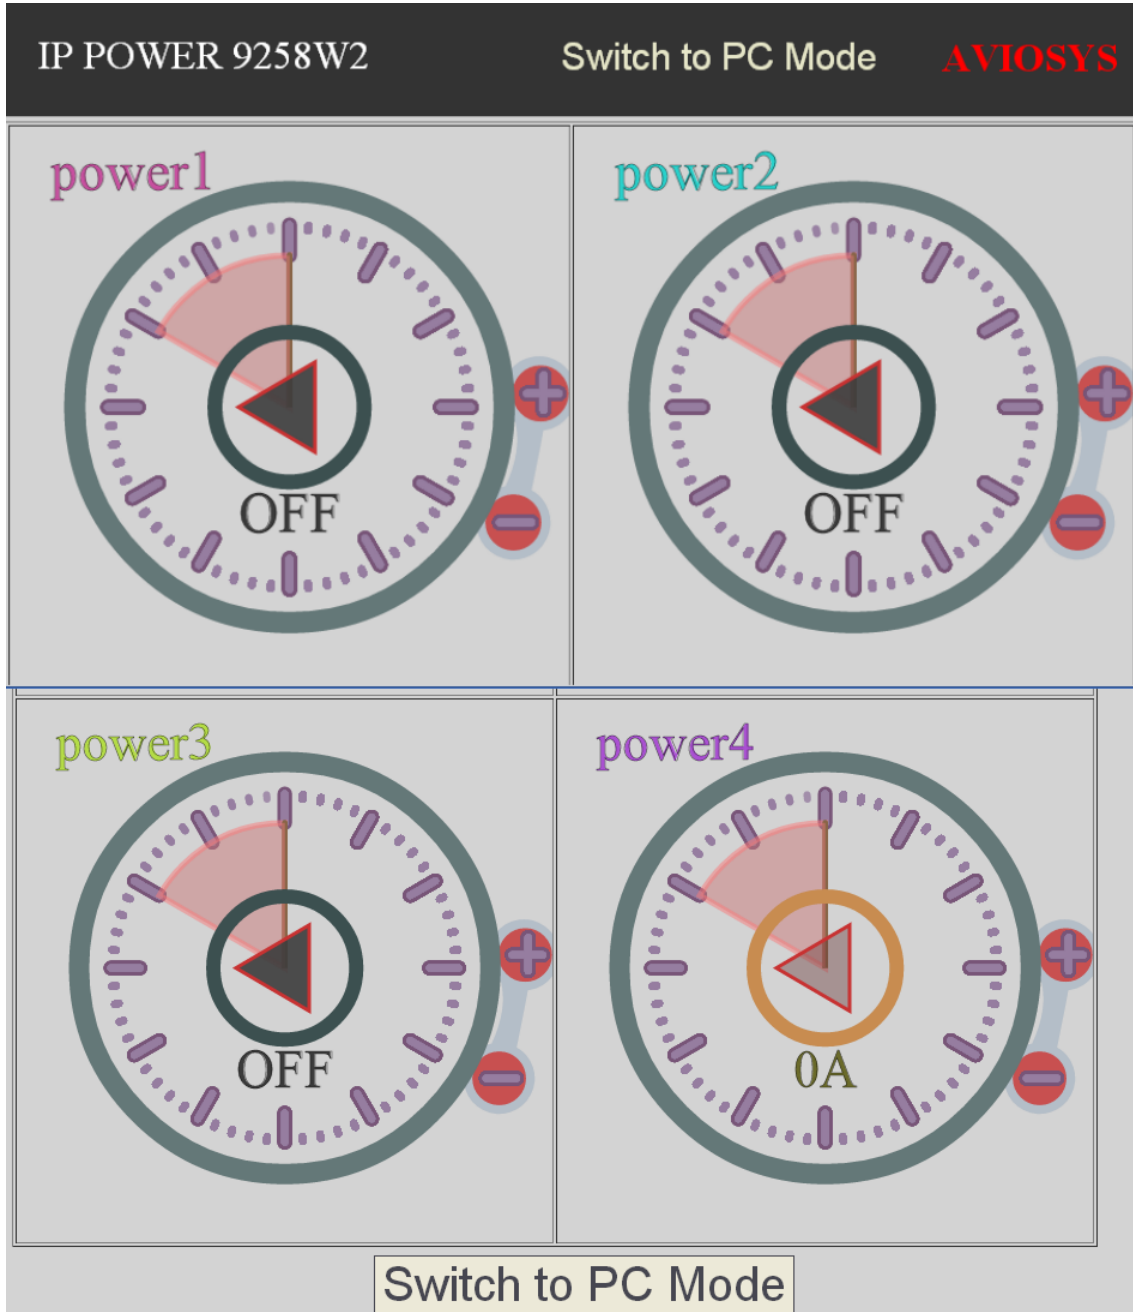 IP POWER 9258W2 Switch to PC Mode AVIOSYS
power1 power2
OFF OFF
power3 power4
OFF 0A
Switch to PC Mode